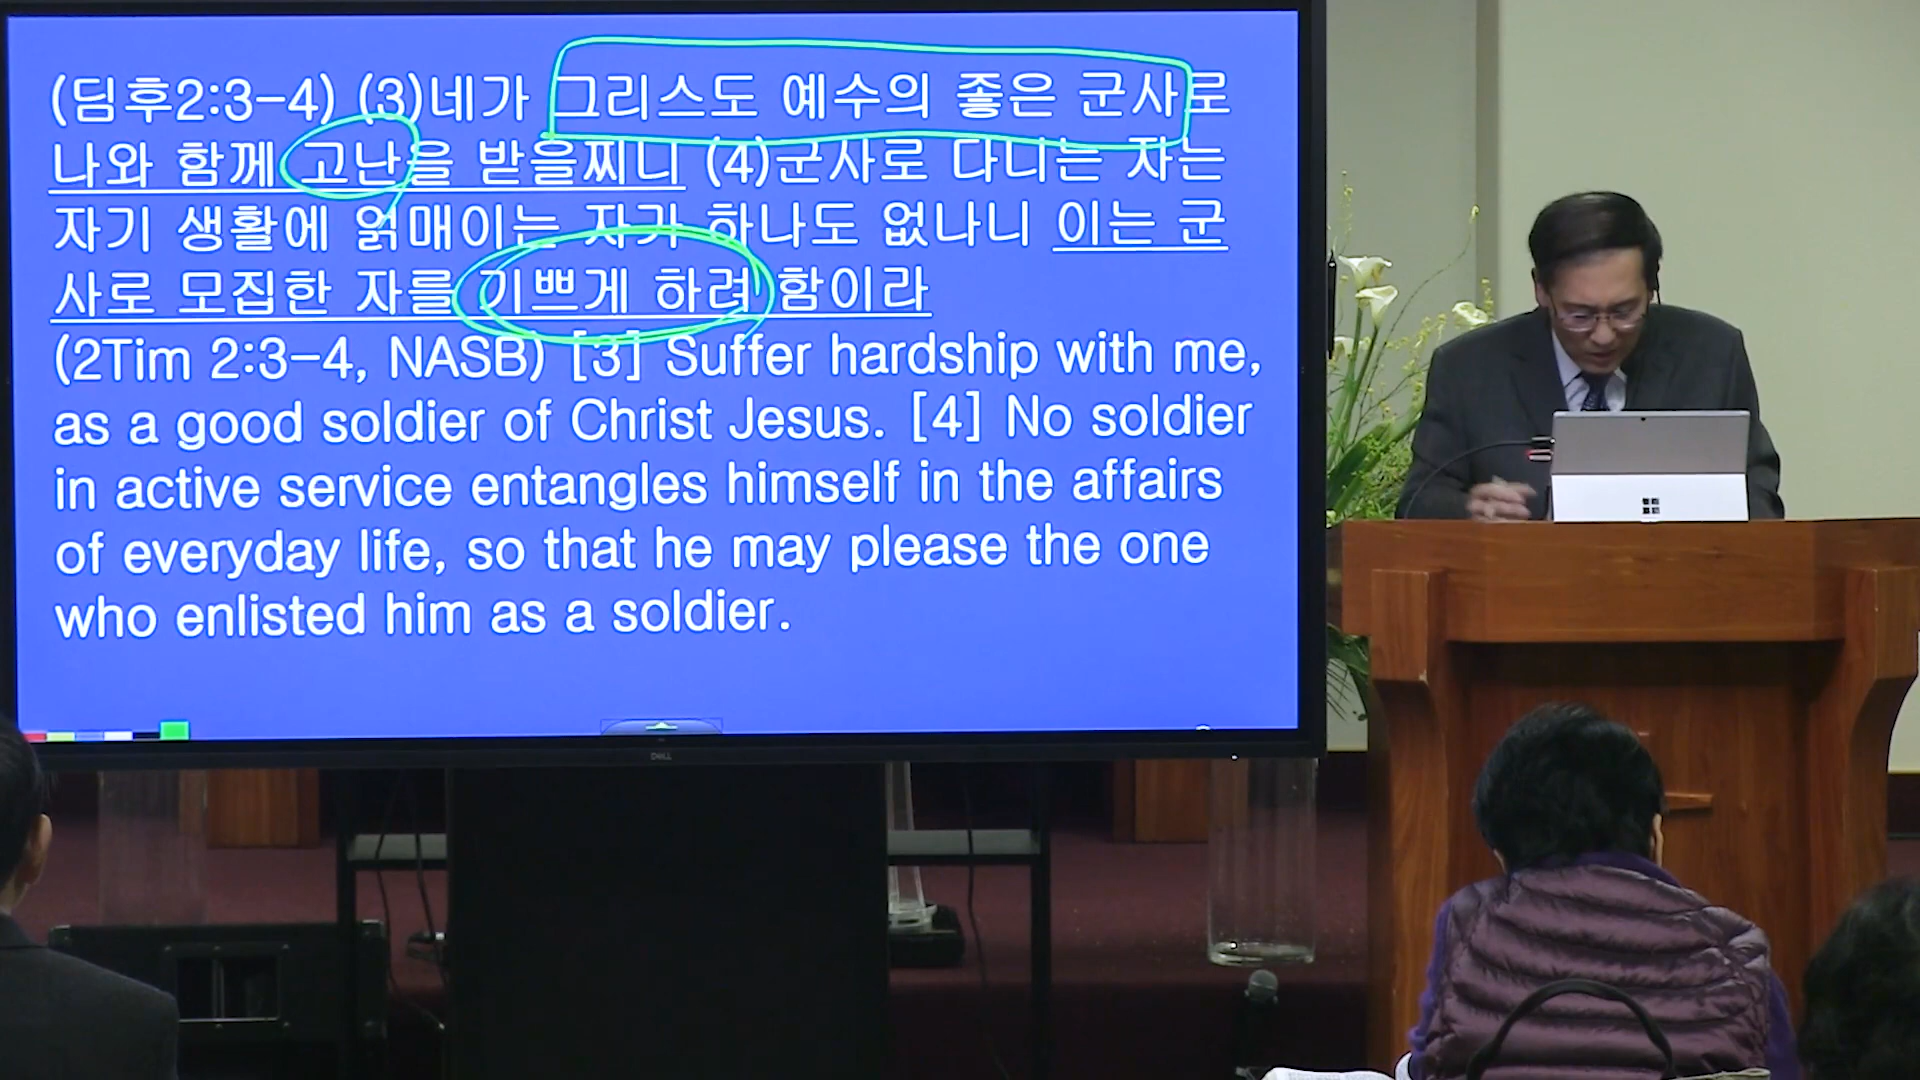 (딤후2:3-4) (3)네가 그리스도 예수의 좋은 군사로
나와 함께 고난을 받을찌니 (4)군사로 다니는 자는
자기 생활에 얽매이는 자가 하나도 없나니 이는 군
사로 모집한 자를 기쁘게 하려 함이라
(2Tim 2:3-4, NASB) [3] Suffer hardship with me,
as a good soldier of Christ Jesus. [4] No soldier
in active service entangles himself in the affairs
of everyday life, so that he may please the one
who enlisted him as a soldier.
DELL